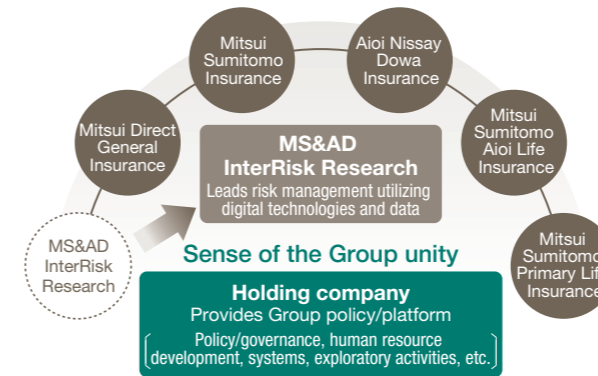 Mitsui
Sumitomo
Insurance
Aioi Nissay
Dowa
Insurance
Mitsui Direct
General
Insurance
Mitsui
Sumitomo
Aioi Life
Insurance
MS&AD
InterRisk Research
Leads risk management utilizing
digital technologies and data
MS&AD
InterRisk
Research
Mitsui
Sumitomo
Primary Life
Insurance
Sense of the Group unity
Holding company
Provides Group policy/platform
Policy/governance, human resource
development, systems, exploratory activities, etc.